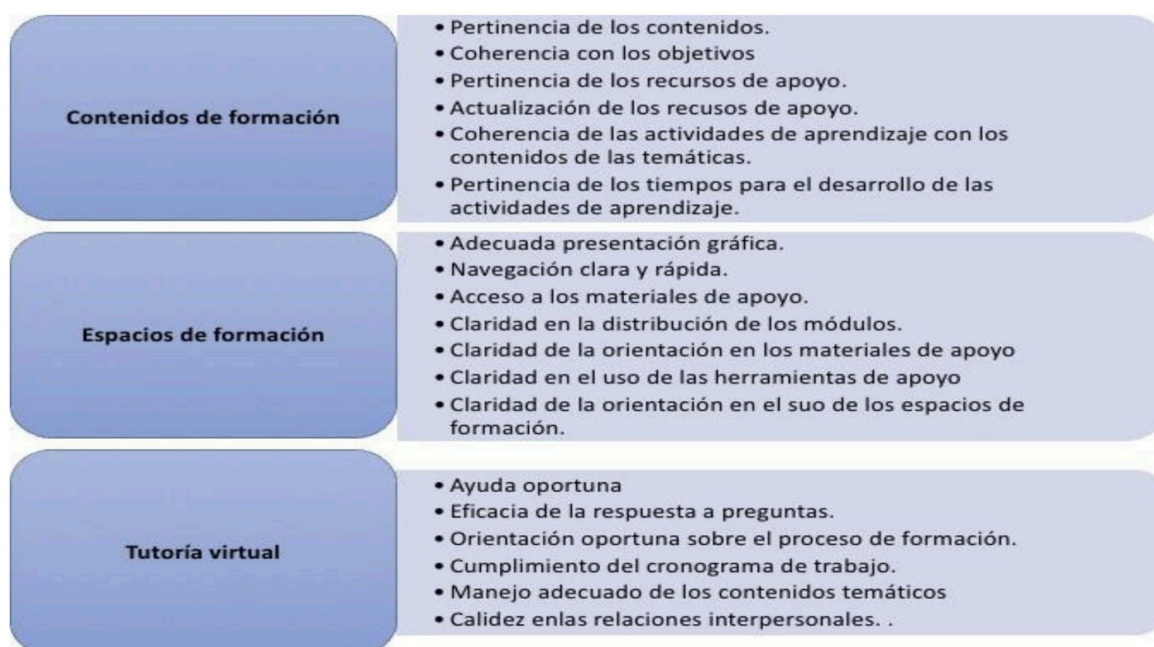 Contenidos de formación
• Pertinencia de los contenidos.
• Coherencia con los objetivos
• Pertinencia de los recursos de apoyo.
• Actualización de los recusos de apoyo.
• Coherencia de las actividades de aprendizaje con los
contenidos de las temáticas.
• Pertinencia de los tiempos para el desarrollo de las
actividades de aprendizaje.
Espacios de formación
• Adecuada presentación gráfica.
• Navegación clara y rápida.
• Acceso a los materiales de apoyo.
• Claridad en la distribución de los módulos.
• Claridad de la orientación en los materiales de apoyo
• Claridad en el uso de las herramientas de apoyo
• Claridad de la orientación en el suo de los espacios de
formación.
Tutoría virtual
• Ayuda oportuna
• Eficacia de la respuesta a preguntas.
• Orientación oportuna sobre el proceso de formación.
• Cumplimiento del cronograma de trabajo.
• Manejo adecuado de los contenidos temáticos
• Calidez enlas relaciones interpersonales. .